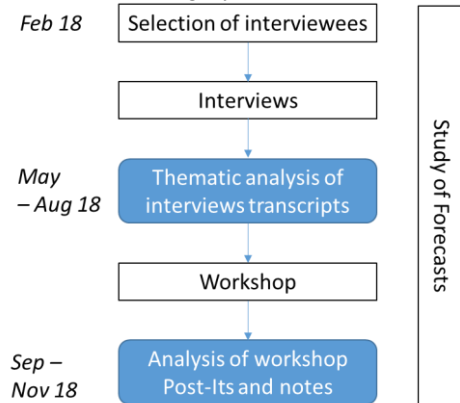 Feb 18
Selection of interviewees
Interviews
May
– Aug 18
Thematic analysis of
interviews transcripts
Workshop
Sep –
Nov 18
Analysis of workshop
Post-Its and notes
Study of Forecasts